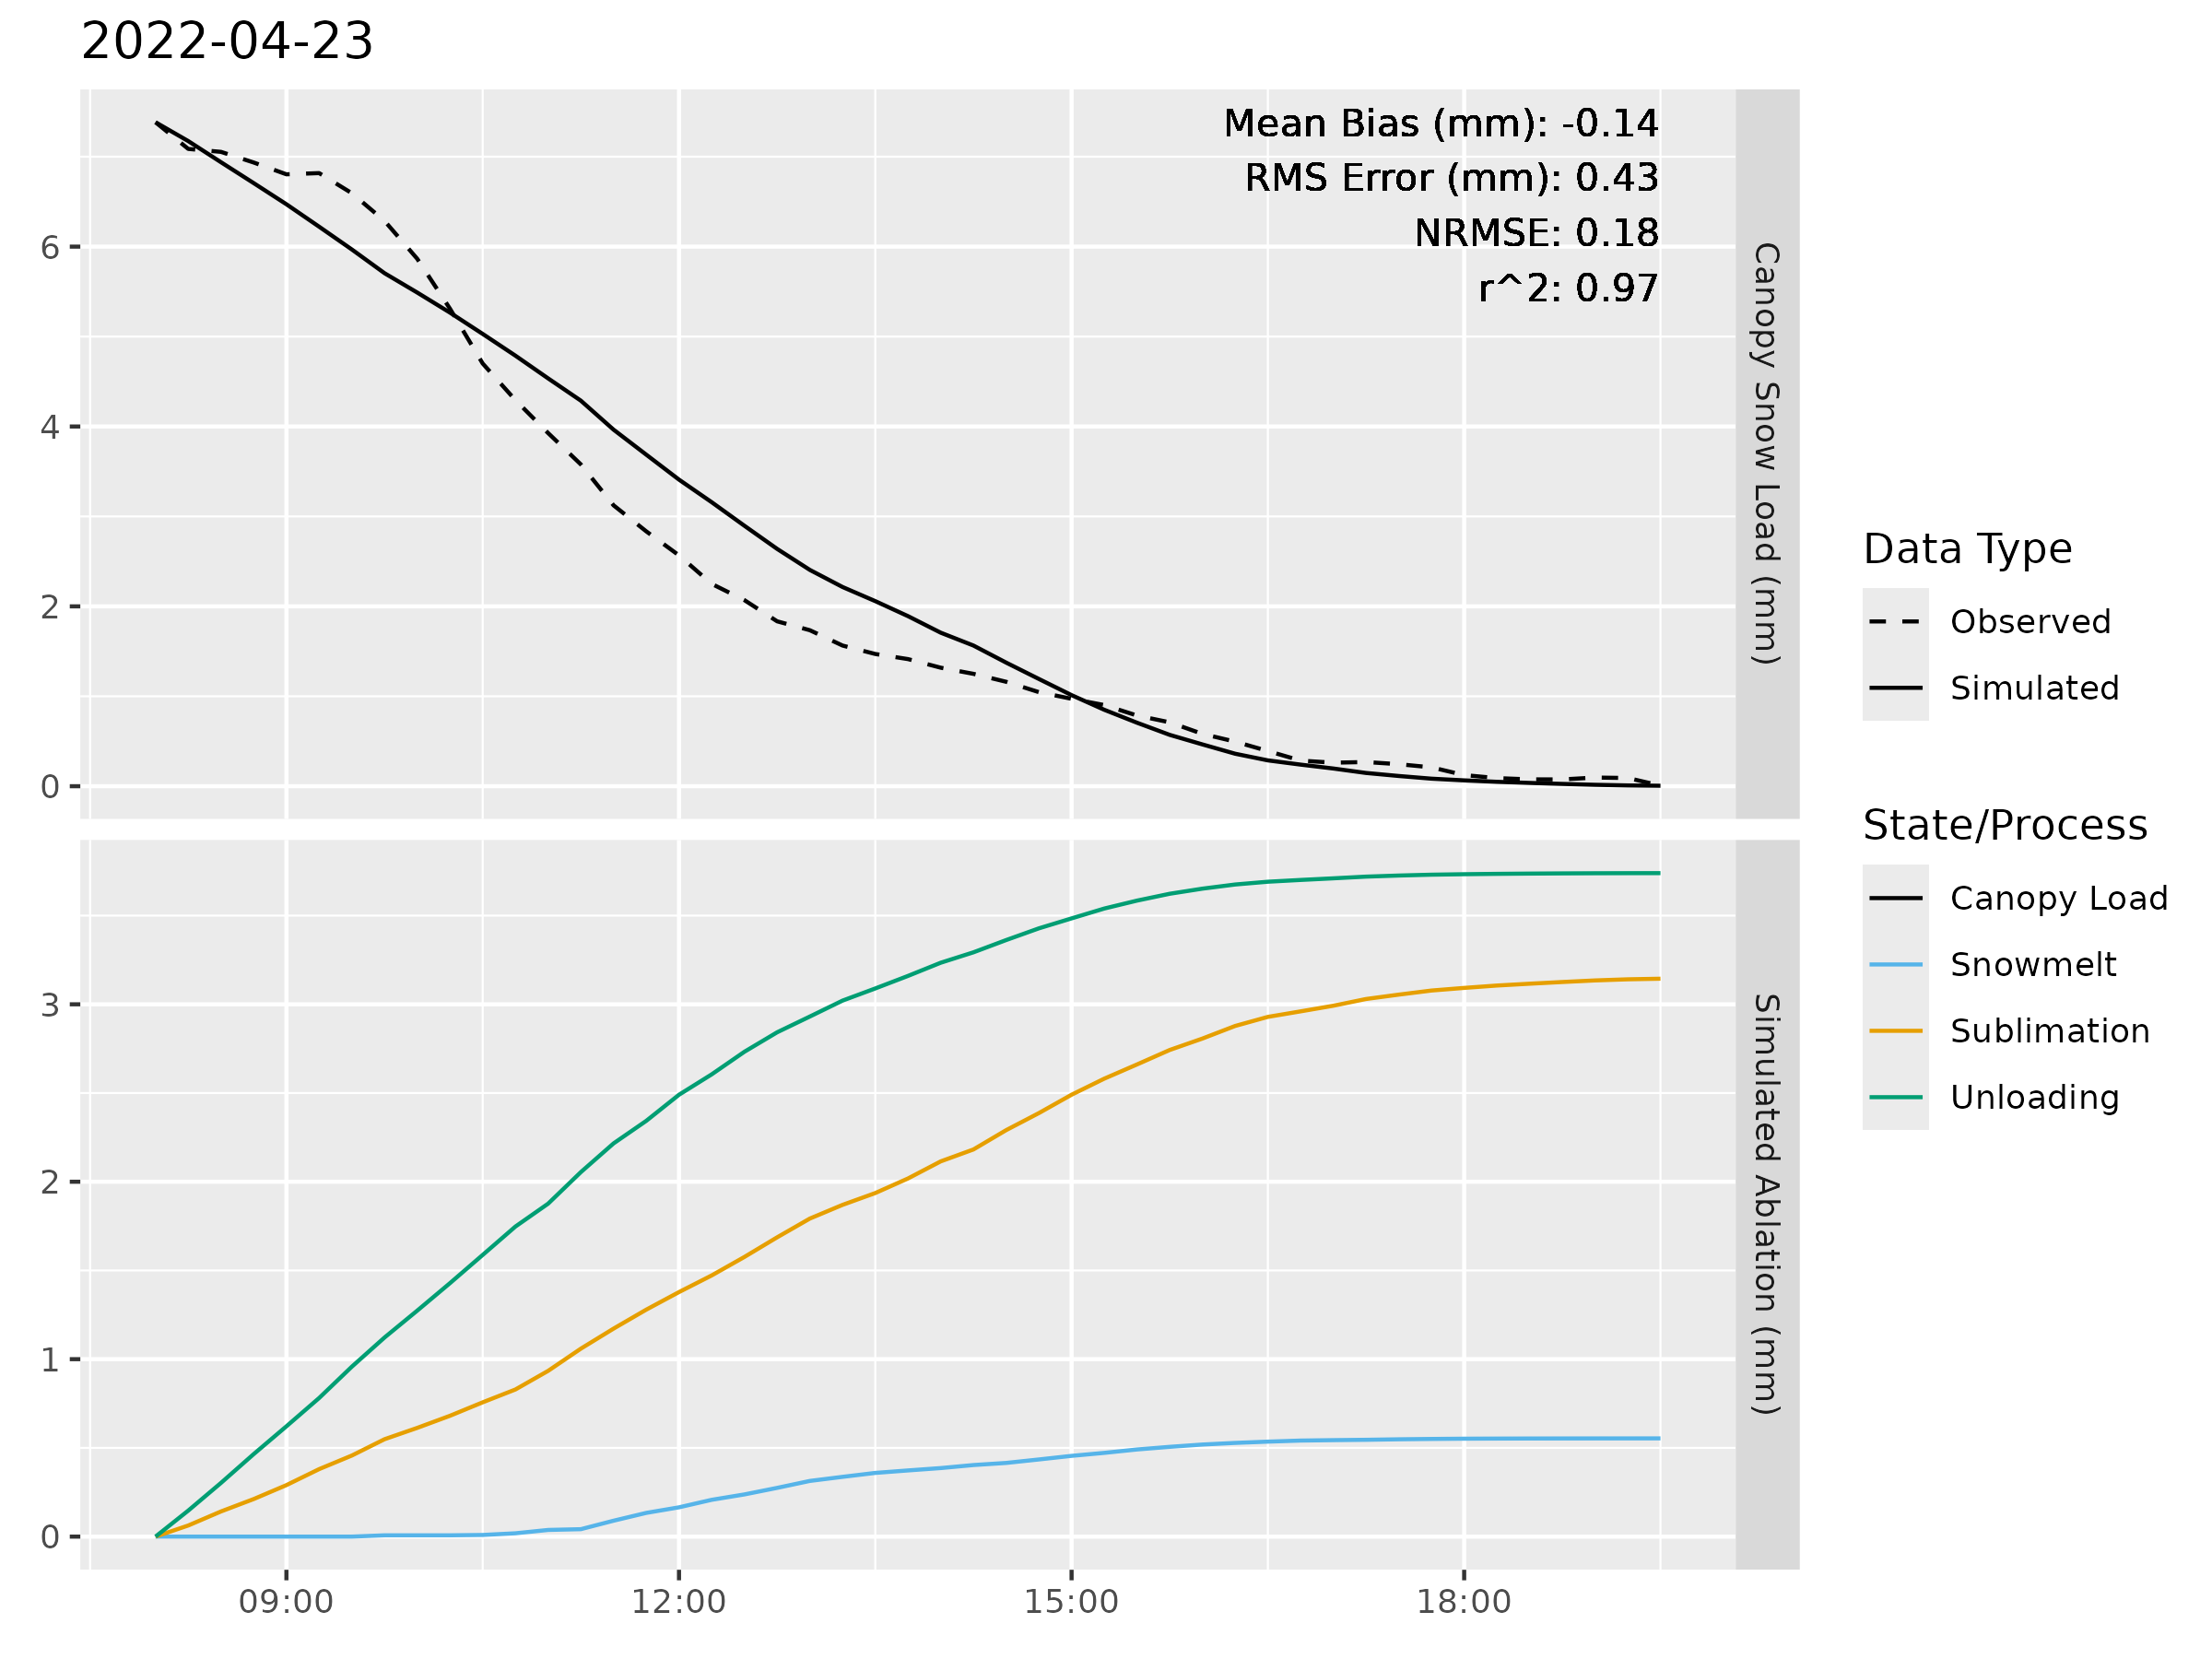 2022-04-23
Mean Bias (mm): -0.14
RMS Error (mm): 0.43
NRMSE: 0.18
r^2: 0.97
6
4
2
0
Canopy Snow Load (mm)
3
2
1
0
Simulated Ablation (mm)
09:00
12:00
15:00
18:00
Data Type
Observed
Simulated
State/Process
Canopy Load
Snowmelt
Sublimation
Unloading